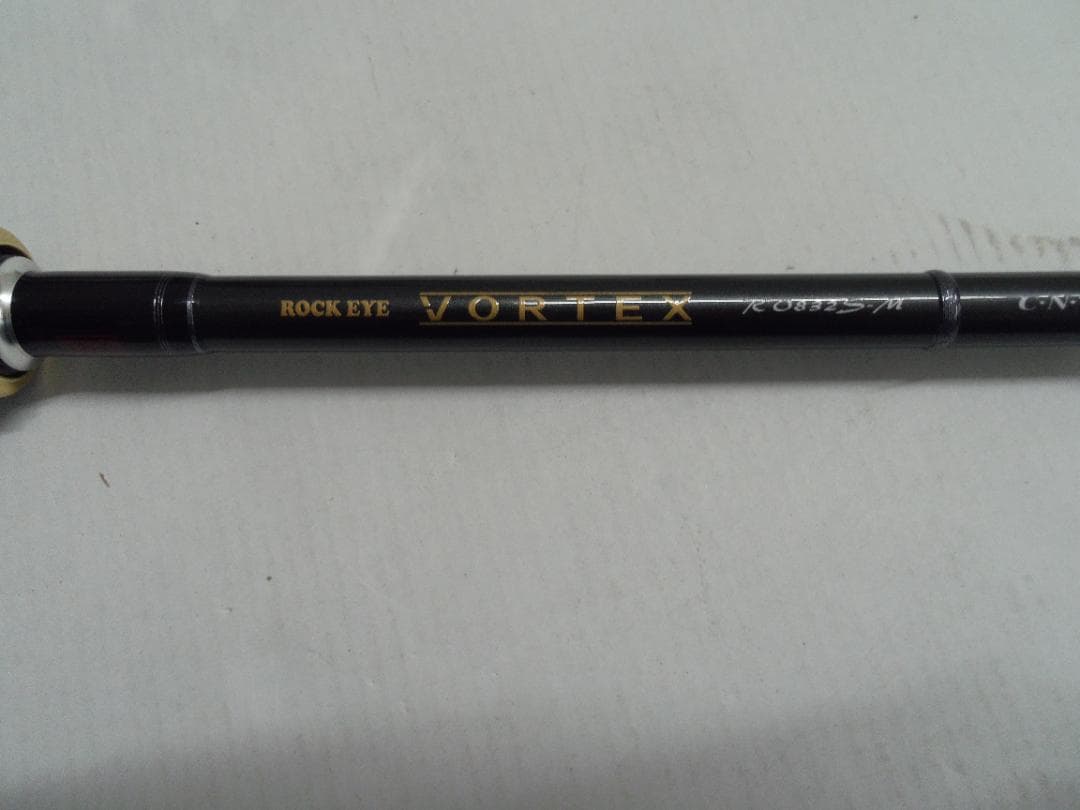 ROCK EYE VORTEX RO832S-M C·N·